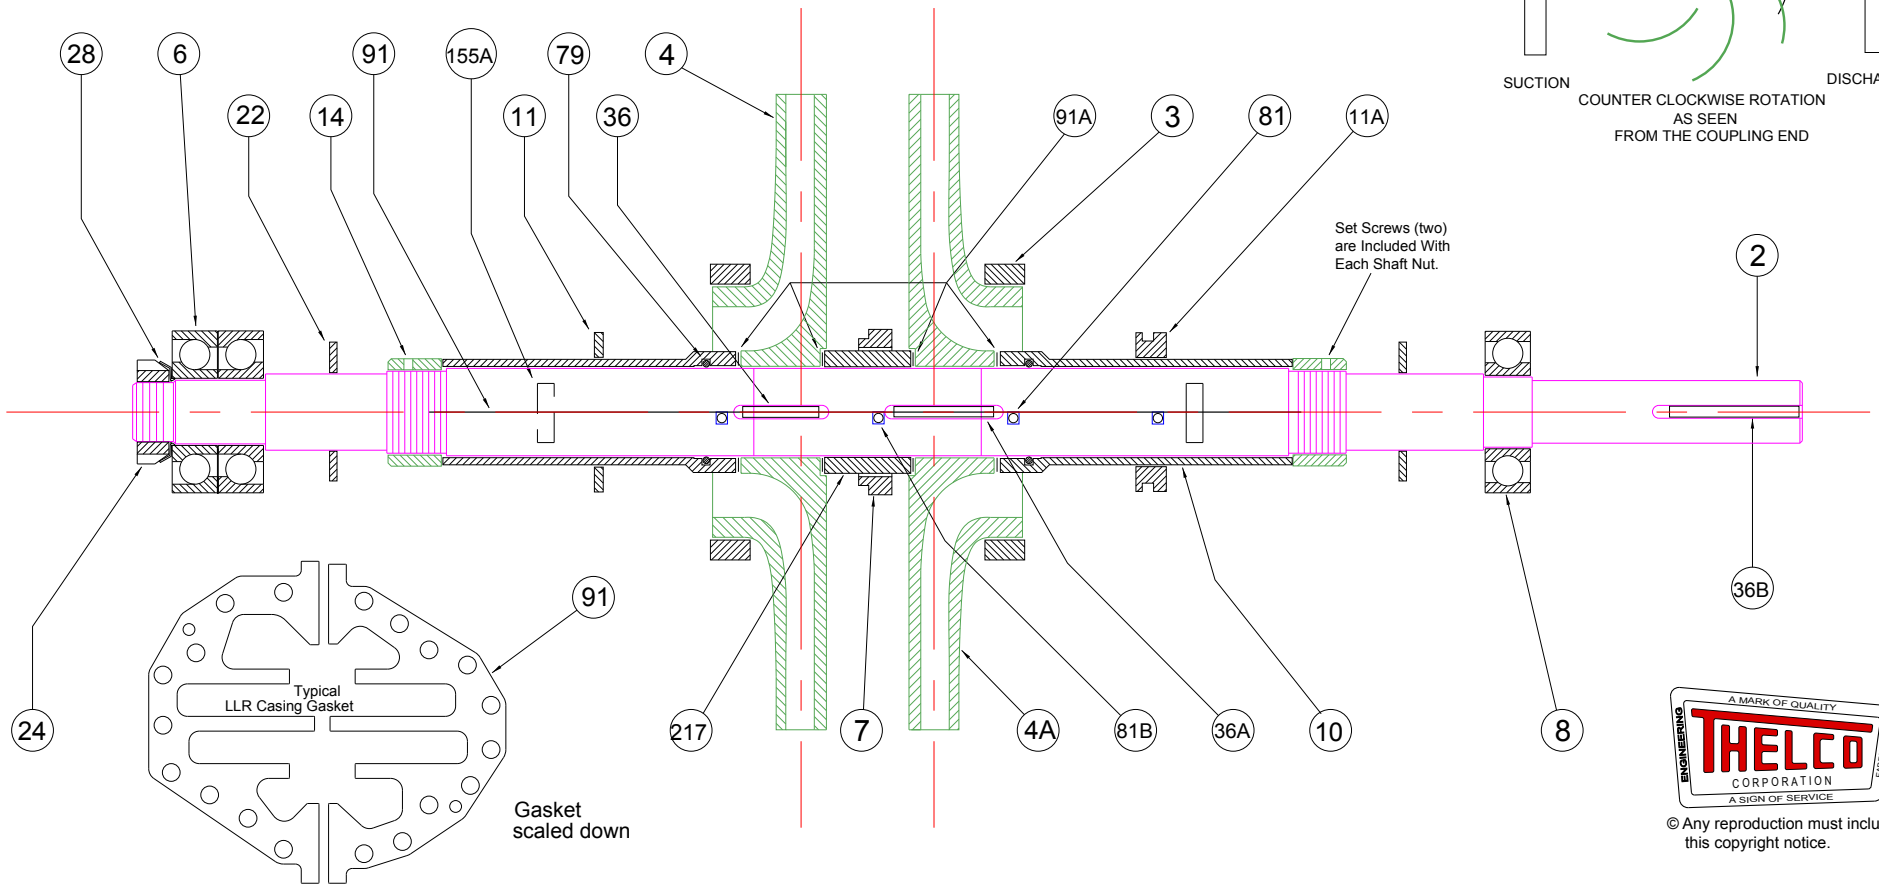 28
6
91
155A
79
4
22
14
11
36
91A
3
81
11A
SUCTION
COUNTER CLOCKWISE ROTATION
AS SEEN
FROM THE COUPLING END
Set Screws (two)
are Included With
Each Shaft Nut.
2
24
91
Typical
LLR Casing Gasket
Gasket
scaled down
217
7
4A
81B
36A
10
8
36B
A MARK OF QUALITY
ENGINEERING
THELCO
CORPORATION
A SIGN OF SERVICE
© Any reproduction must
this copyright notice.